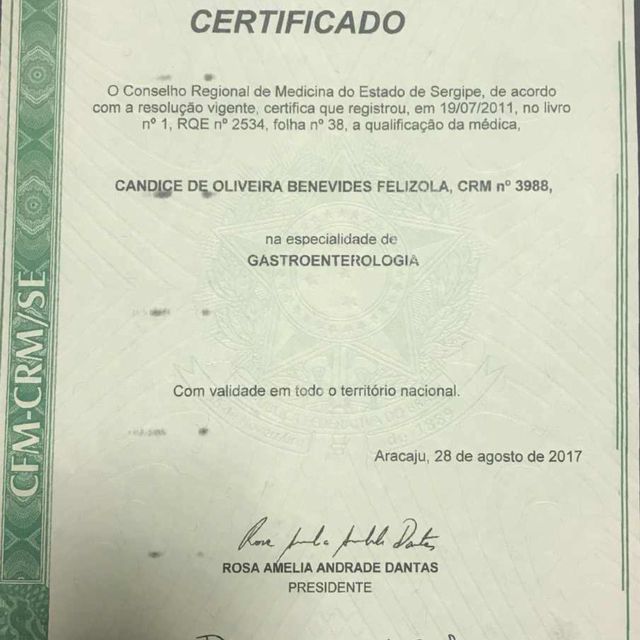 CERTIFICADO
O Conselho Regional de Medicina do Estado de Sergipe, de acordo
com a resolução vigente, certifica que registrou, em 19/07/2011, no livro
nº 1, RQE nº 2534, folha nº 38, a qualificação da médica,
CANDICE DE OLIVEIRA BENEVIDES FELIZOLA, CRM nº 3988,
na especialidade de
GASTROENTEROLOGIA
Com validade em todo o território nacional.
Aracaju, 28 de agosto de 2017
ROSA AMELIA ANDRADE DANTAS
PRESIDENTE
CFM-CRM/SE